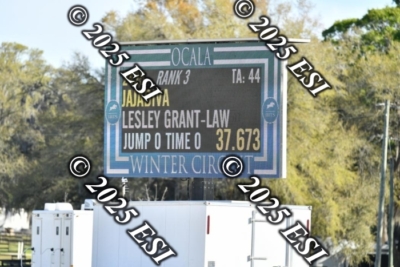 © 2025 ESI
© 2025 ESI
OCALA
RANK 3 TA: 44
JAJAGIVA
LESLEY GRANT-LAW
JUMP 0 TIME 0 37.673
WINTER CIRCUIT
© 2025 ESI
© 2025 ESI